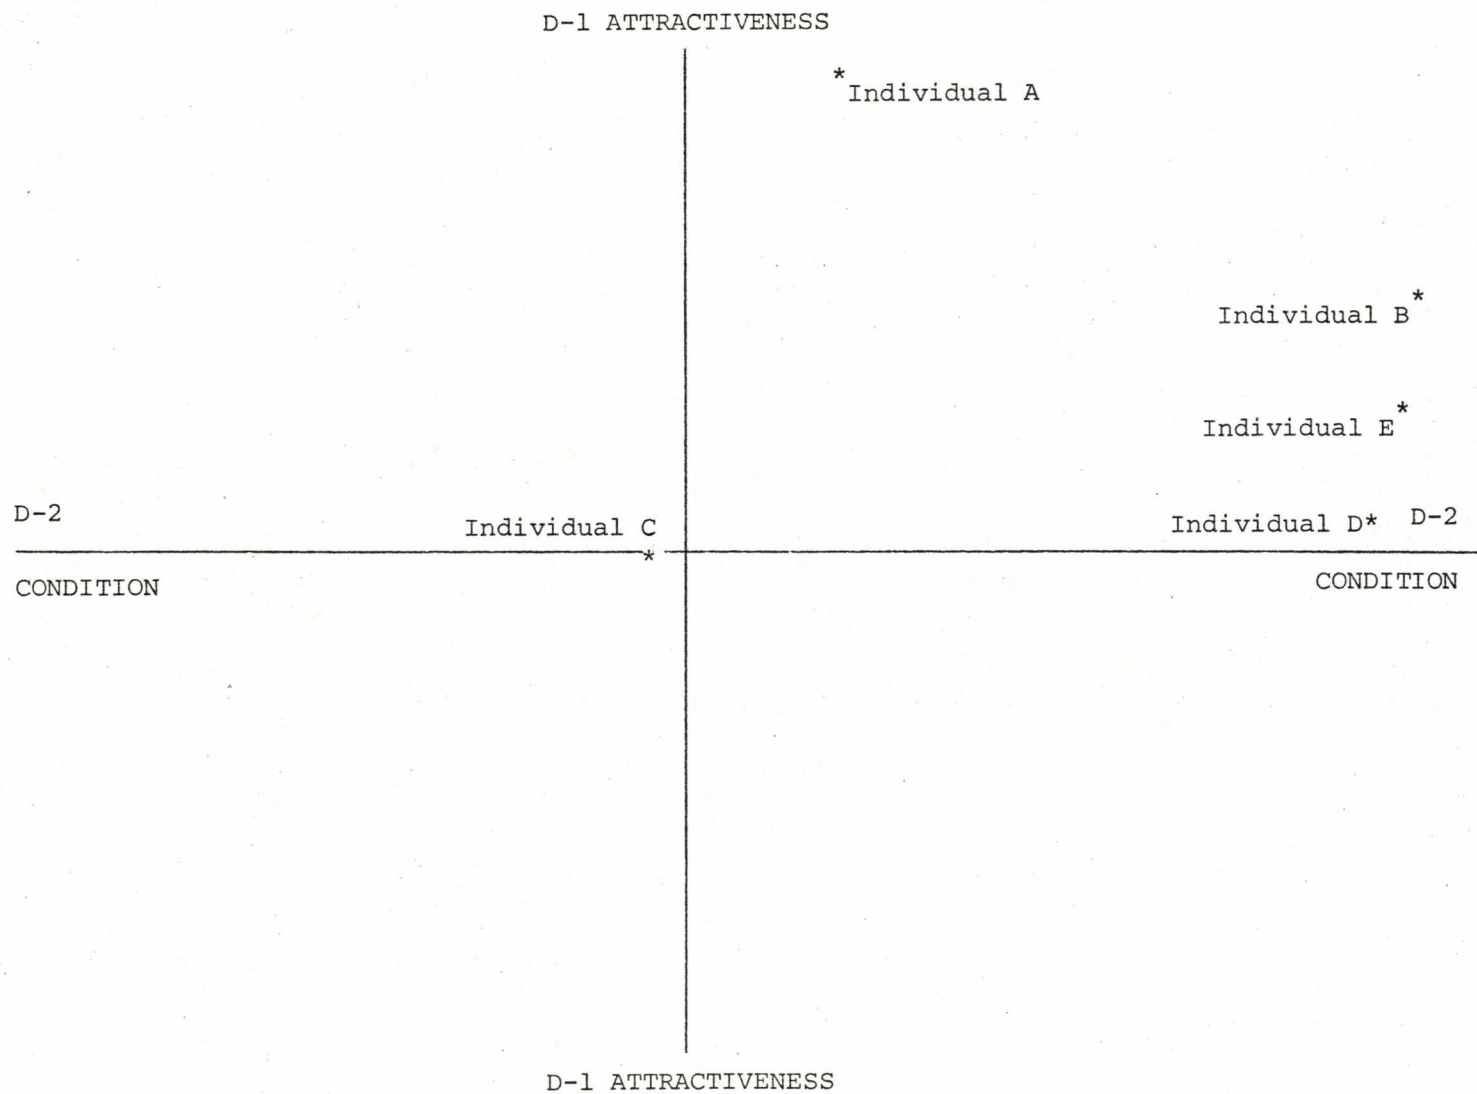 D-1 ATTRACTIVENESS
*
Individual A
Individual B*
Individual E*
D-2
Individual C
*
Individual D* D-2
CONDITION
CONDITION
D-1 ATTRACTIVENESS